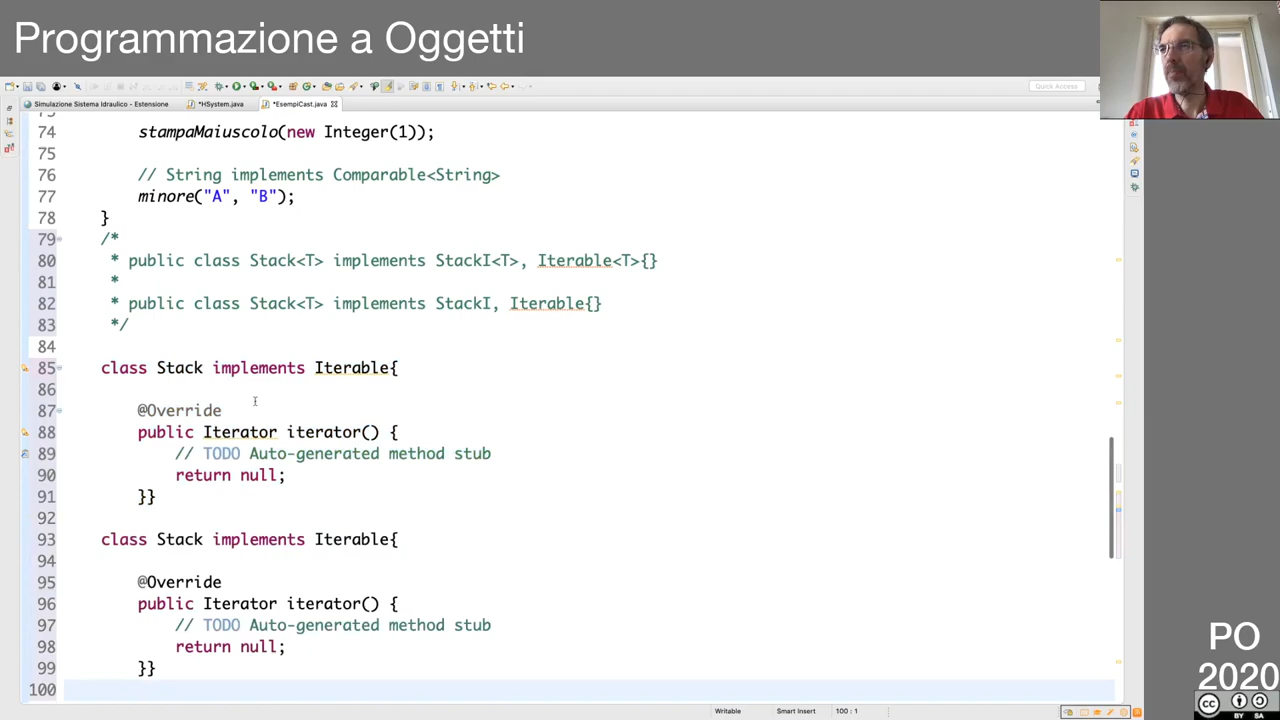 Programmazione a Oggetti
Quick Access
Simulazione Sistema Idraulico - Estensione
*HSystem.java
*EsempiCast.java
74 stampaMaiuscolo(new Integer(1));
75
76 // String implements Comparable<String>
77 minore("A", "B");
78 }
79 /*
80 * public class Stack<T> implements StackI<T>, Iterable<T>{}
81 *
82 * public class Stack<T> implements StackI, Iterable{}
83 */
84
85 class Stack implements Iterable{
86
87 @Override
88 public Iterator iterator() {
89 // TODO Auto-generated method stub
90 return null;
91 }}
92
93 class Stack implements Iterable{
94
95 @Override
96 public Iterator iterator() {
97 // TODO Auto-generated method stub
98 return null;
99 }}
100
Writable
Smart Insert
100 : 1
PO
2020
CC
BY SA